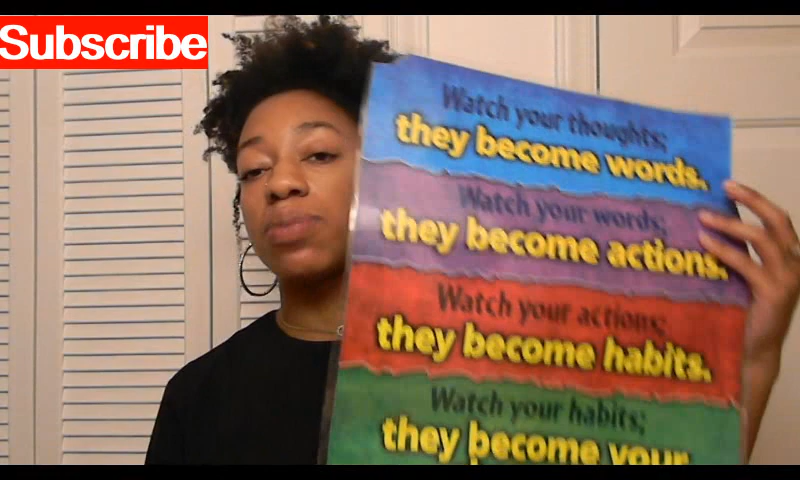 Subscribe
Watch your thoughts;
they become words.
Watch your words;
they become actions.
Watch your actions;
they become habits.
Watch your habits;
they become your